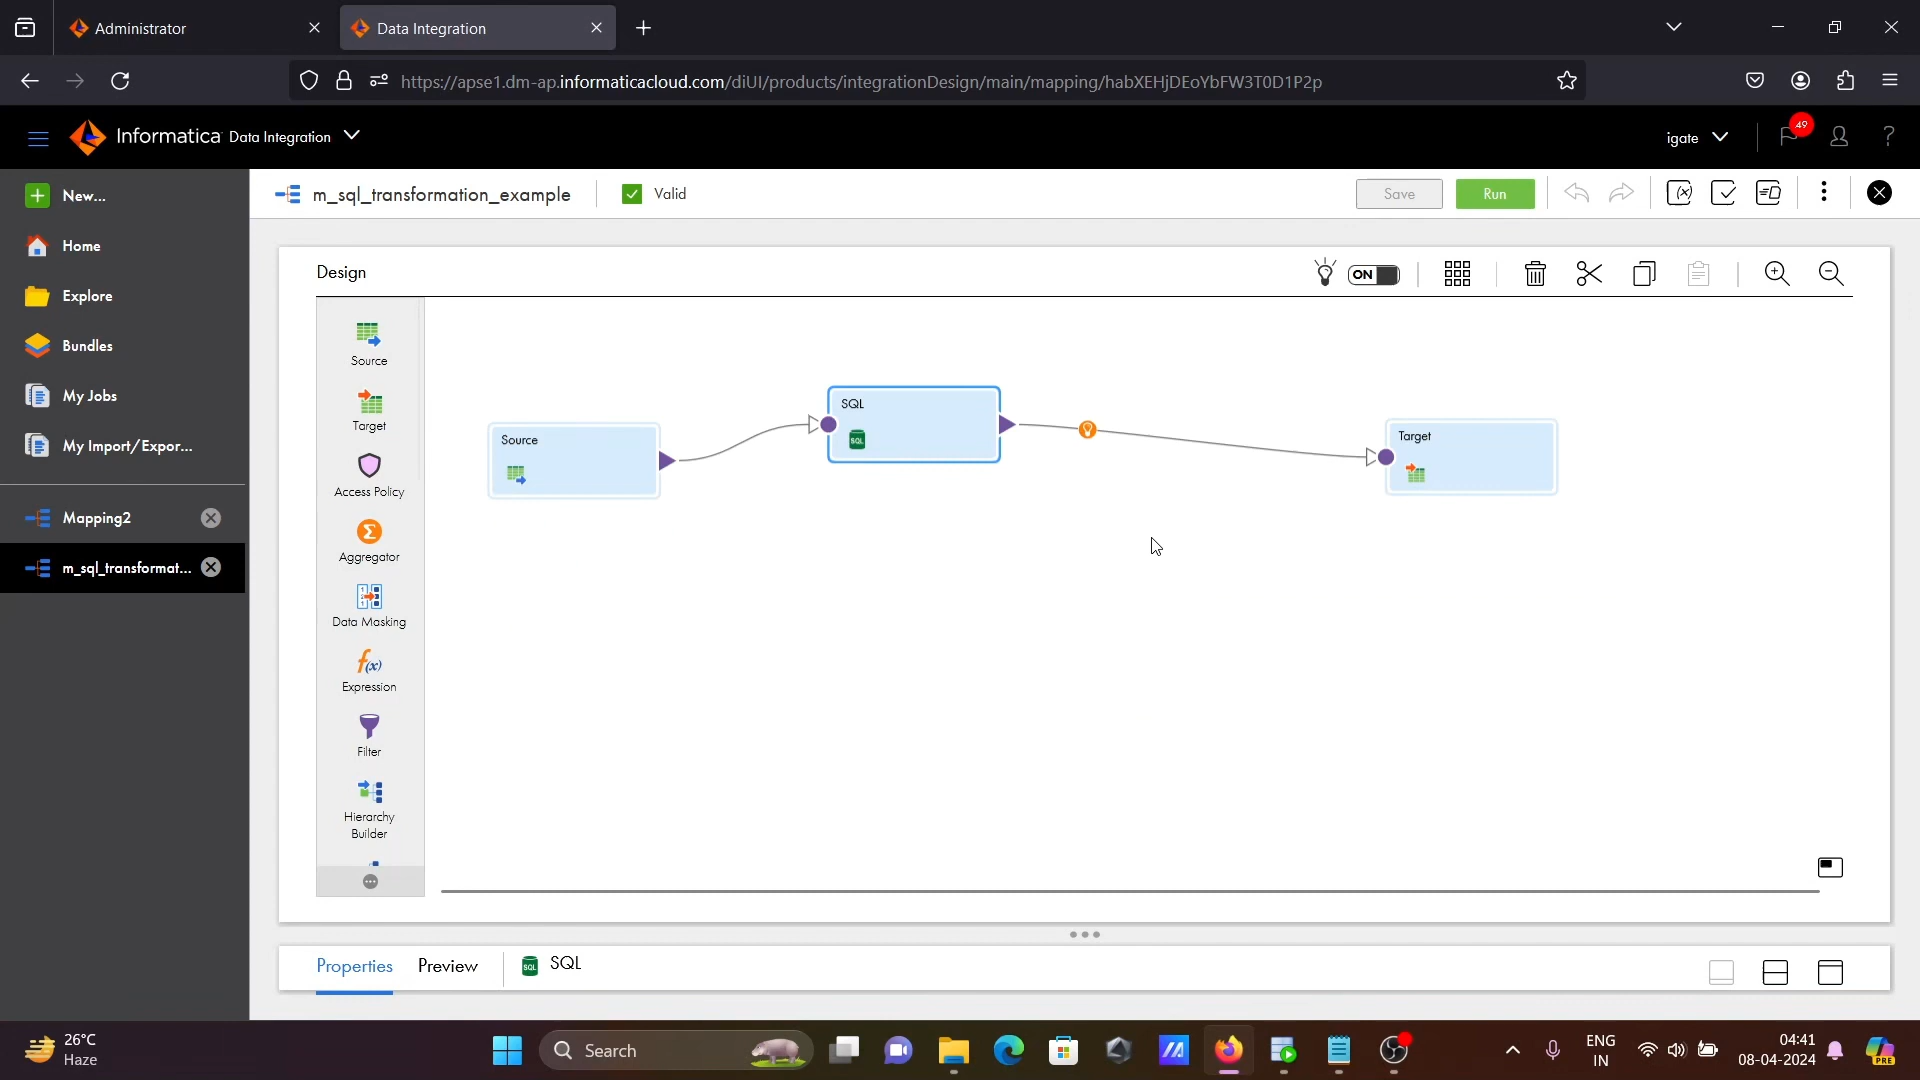 Administrator
Data Integration
https://apse1.dm-ap.informaticacloud.com/diUI/products/integrationDesign/main/mapping/habXEHjDEoYbFW3T0D1P2p
Informatica Data Integration
igate
49
?
New...
Home
Explore
Bundles
My Jobs
My Import/Expor...
Mapping2
m_sql_transformat...
m_sql_transformation_example
Valid
Save
Run
(x)
Design
ON
Source
Target
Access Policy
Aggregator
Data Masking
f(x)
Expression
Filter
Hierarchy
Builder
Source
SQL
SQL
Target
Properties
Preview
SQL
SQL
26°C
Haze
Search
ENG
IN
04:41
08-04-2024
PRE